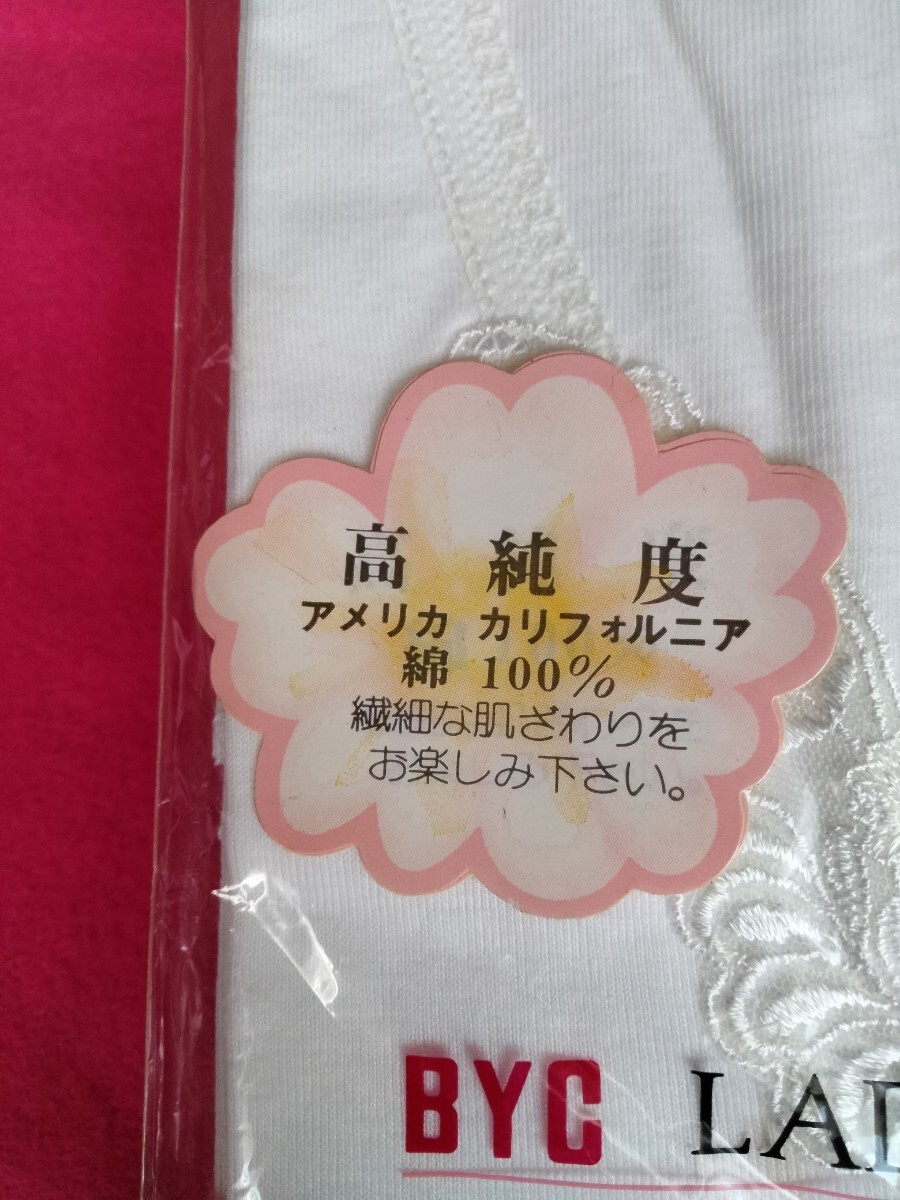 高純度
アメリカ カリフォルニア
綿 100%
繊細な肌ざわりを
お楽しみ下さい。
BYC LAD